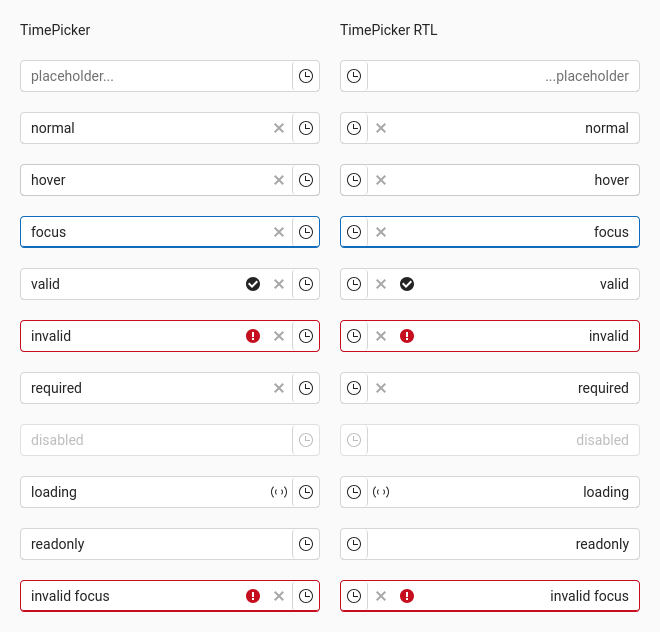 TimePicker
TimePicker RTL
placeholder...
...placeholder
normal
normal
hover
hover
focus
focus
valid
valid
invalid
invalid
required
required
disabled
disabled
loading
loading
readonly
readonly
invalid focus
invalid focus